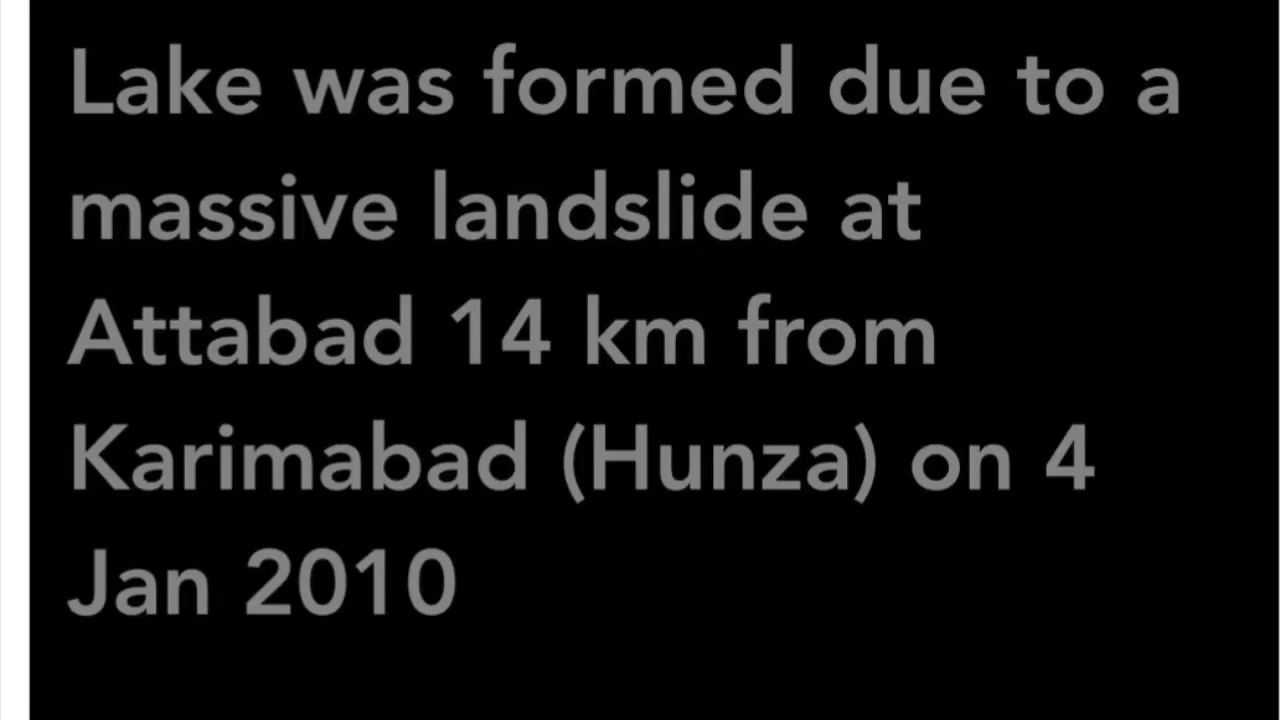 Lake was formed due to a
massive landslide at
Attabad 14 km from
Karimabad (Hunza) on 4
Jan 2010